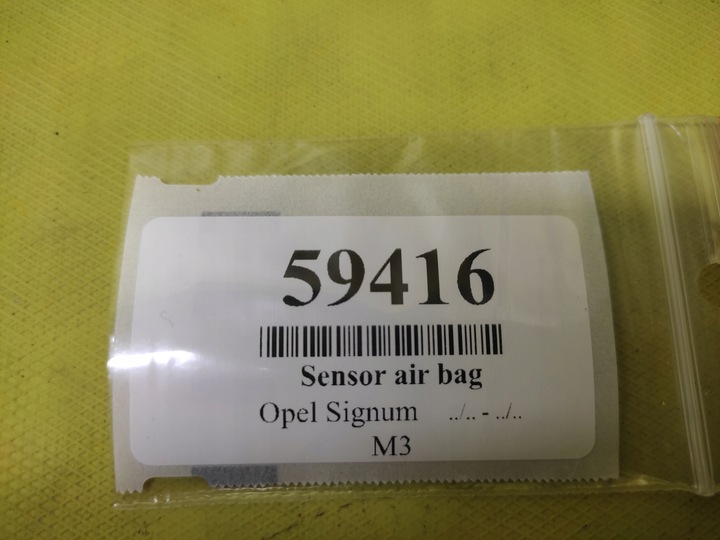 59416
Sensor air bag
Opel Signum ../.. - ../..
M3